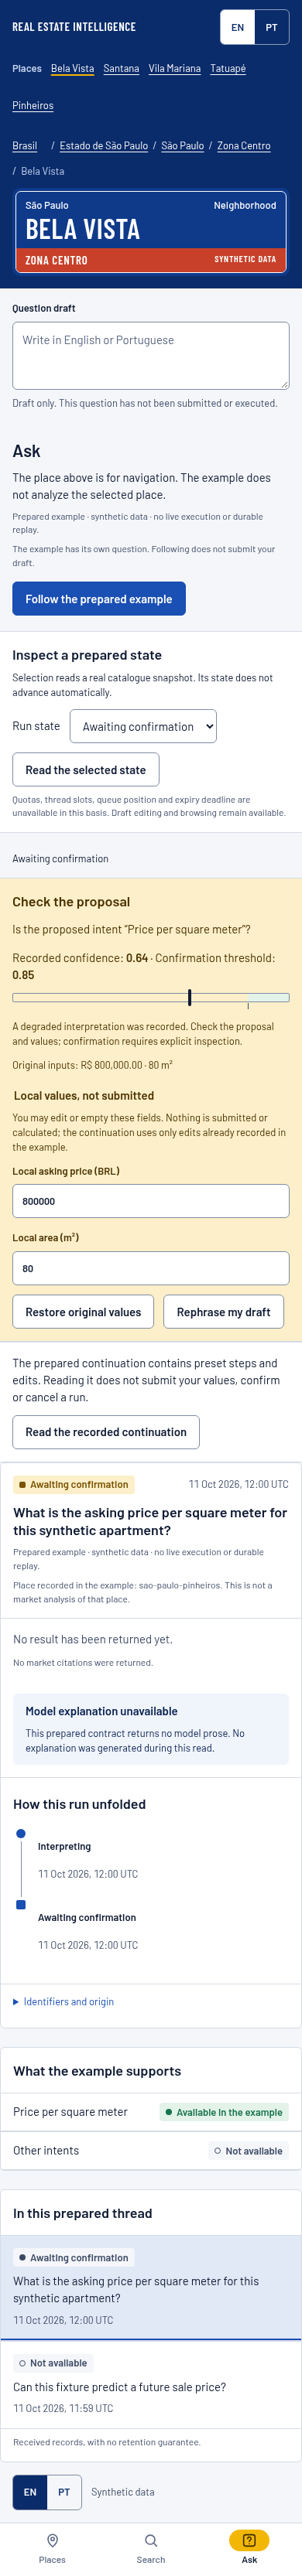 REAL ESTATE INTELLIGENCE
EN PT
Places Bela Vista Santana Vila Mariana Tatuapé
Pinheiros
Brasil / Estado de São Paulo / São Paulo / Zona Centro
/ Bela Vista
São Paulo Neighborhood
BELA VISTA
ZONA CENTRO SYNTHETIC DATA
Question draft
Write in English or Portuguese
Draft only. This question has not been submitted or executed.
Ask
The place above is for navigation. The example does
not analyze the selected place.
Prepared example · synthetic data · no live execution or durable
replay.
The example has its own question. Following does not submit your
draft.
Follow the prepared example
Inspect a prepared state
Selection reads a real catalogue snapshot. Its state does not
advance automatically.
Run state Awaiting confirmation
Read the selected state
Quotas, thread slots, queue position and expiry deadline are
unavailable in this basis. Draft editing and browsing remain available.
Awaiting confirmation
Check the proposal
Is the proposed intent “Price per square meter”?
Recorded confidence: 0.64 · Confirmation threshold:
0.85
A degraded interpretation was recorded. Check the proposal
and values; confirmation requires explicit inspection.
Original inputs: R$ 800,000.00 · 80 m²
Local values, not submitted
You may edit or empty these fields. Nothing is submitted or
calculated; the continuation uses only edits already recorded in
the example.
Local asking price (BRL)
800000
Local area (m²)
80
Restore original values Rephrase my draft
The prepared continuation contains preset steps and
edits. Reading it does not submit your values, confirm
or cancel a run.
Read the recorded continuation
Awaiting confirmation 11 Oct 2026, 12:00 UTC
What is the asking price per square meter for
this synthetic apartment?
Prepared example · synthetic data · no live execution or durable
replay.
Place recorded in the example: sao-paulo-pinheiros. This is not a
market analysis of that place.
No result has been returned yet.
No market citations were returned.
Model explanation unavailable
This prepared contract returns no model prose. No
explanation was generated during this read.
How this run unfolded
Interpreting
11 Oct 2026, 12:00 UTC
Awaiting confirmation
11 Oct 2026, 12:00 UTC
Identifiers and origin
What the example supports
Price per square meter Available in the example
Other intents Not available
In this prepared thread
Awaiting confirmation
What is the asking price per square meter for this
synthetic apartment?
11 Oct 2026, 12:00 UTC
Not available
Can this fixture predict a future sale price?
11 Oct 2026, 11:59 UTC
Received records, with no retention guarantee.
EN PT Synthetic data
Places Search Ask